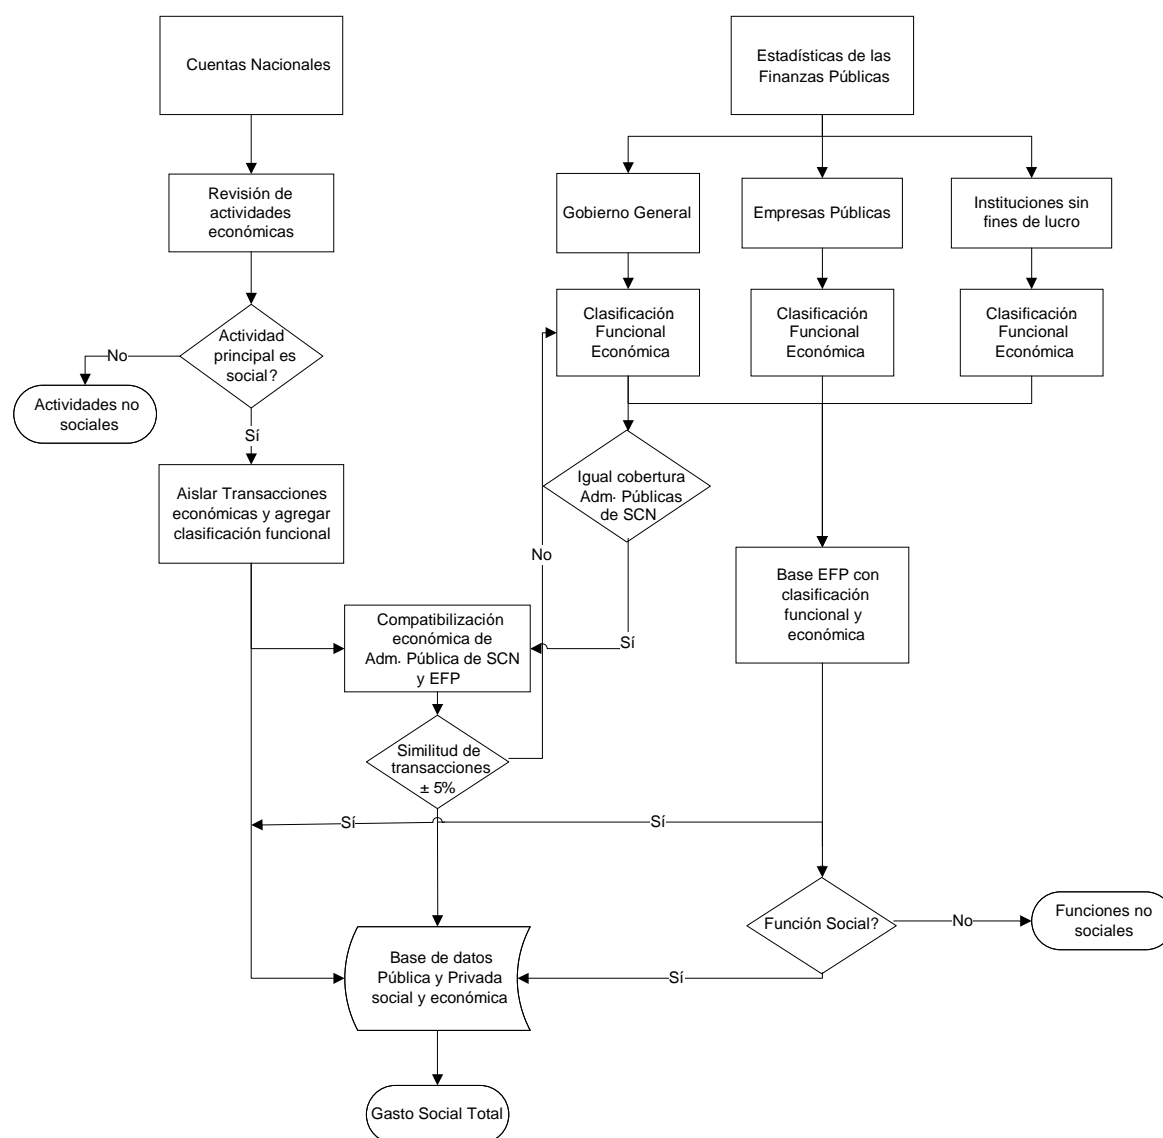 Cuentas Nacionales
Estadísticas de las
Finanzas Públicas
Revisión de
actividades
económicas
Gobierno General
Empresas Públicas
Instituciones sin
fines de lucro
Actividad
principal es
social?
No
Actividades no
sociales
Sí
Clasificación
Funcional
Económica
Clasificación
Funcional
Económica
Clasificación
Funcional
Económica
Aislar Transacciones
económicas y agregar
clasificación funcional
Igual cobertura
Adm. Públicas
de SCN
No
Sí
Base EFP con
clasificación
funcional y
económica
Compatibilización
económica de
Adm. Pública de SCN
y EFP
Similitud de
transacciones
± 5%
Sí
Sí
Función Social?
No
Funciones no
sociales
Sí
Base de datos
Pública y Privada
social y económica
Gasto Social Total